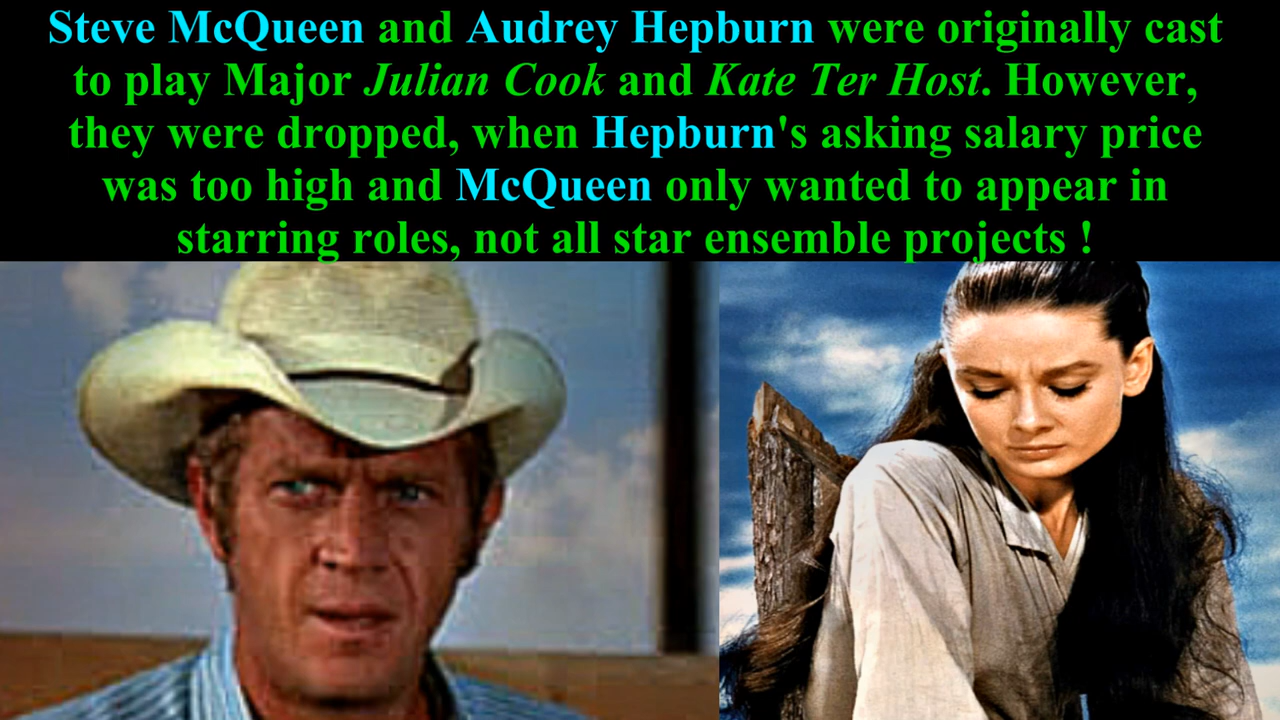 Steve McQueen and Audrey Hepburn were originally cast
to play Major Julian Cook and Kate Ter Host. However,
they were dropped, when Hepburn's asking salary price
was too high and McQueen only wanted to appear in
starring roles, not all star ensemble projects !